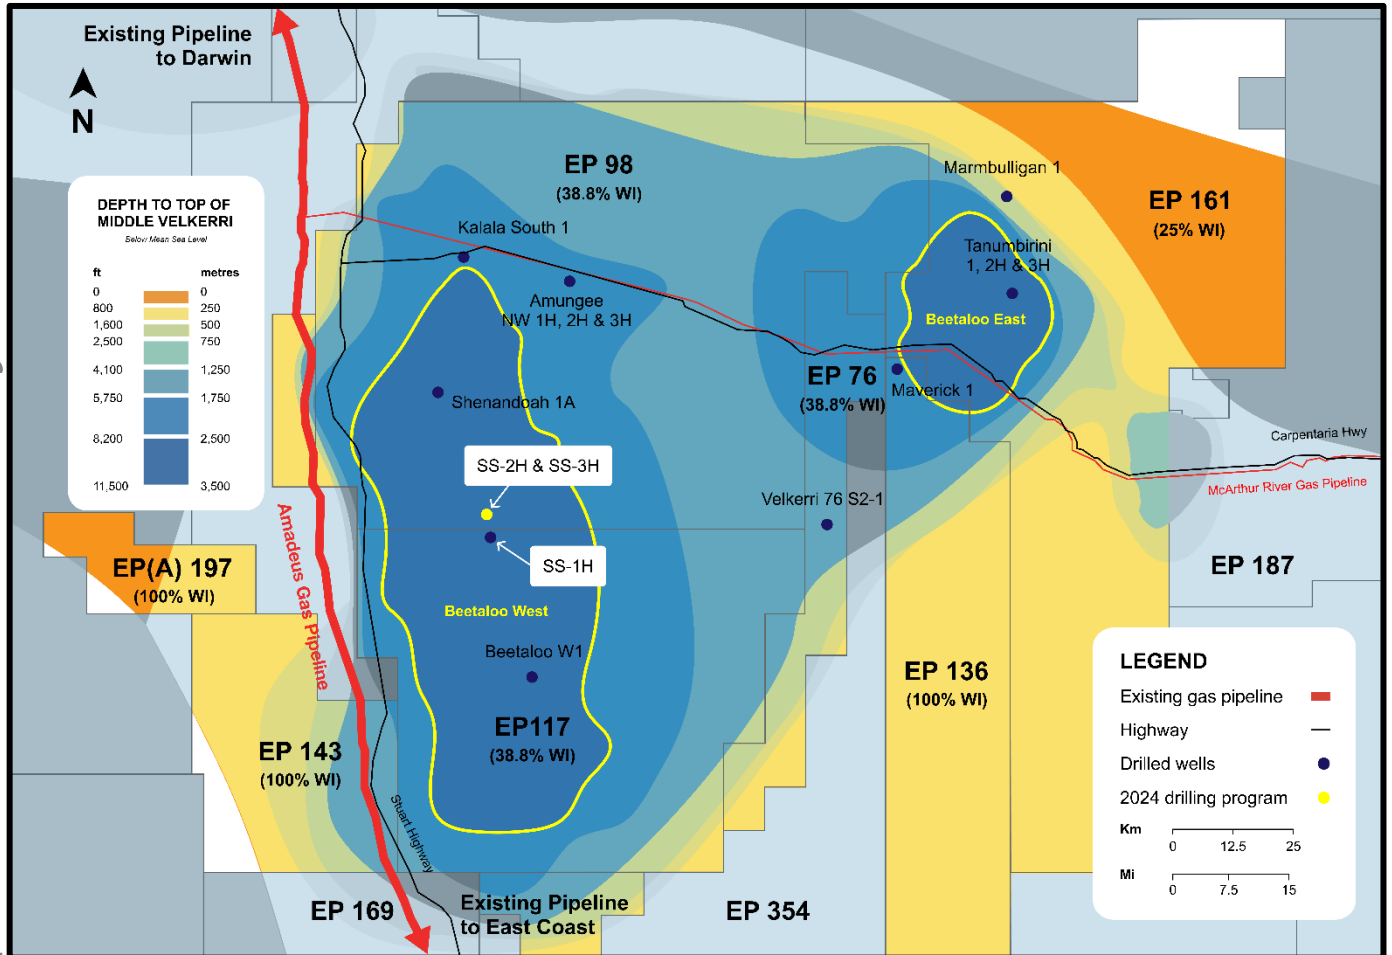 Existing Pipeline
to Darwin
N
DEPTH TO TOP OF
MIDDLE VELKERRI
Below Mean Sea Level
ft metres
0 0
800 250
1,600 500
2,500 750
4,100 1,250
5,750 1,750
8,200 2,500
11,500 3,500
EP 98
(38.8% WI)
Marmbulligan 1
EP 161
(25% WI)
Kalala South 1
Tanumbirini
1, 2H & 3H
Amungee
NW 1H, 2H & 3H
Beetaloo East
EP 76
(38.8% WI)
Maverick 1
Shenandoah 1A
Carpentaria Hwy
McArthur River Gas Pipeline
SS-2H & SS-3H
Velkerri 76 S2-1
SS-1H
Amadeus Gas Pipeline
EP(A) 197
(100% WI)
EP 187
Beetaloo West
Beetaloo W1
EP 136
(100% WI)
EP117
(38.8% WI)
EP 143
(100% WI)
Stuart Highway
LEGEND
Existing gas pipeline
Highway
Drilled wells
2024 drilling program
Km
0 12.5 25
Mi
0 7.5 15
EP 169
Existing Pipeline
to East Coast
EP 354